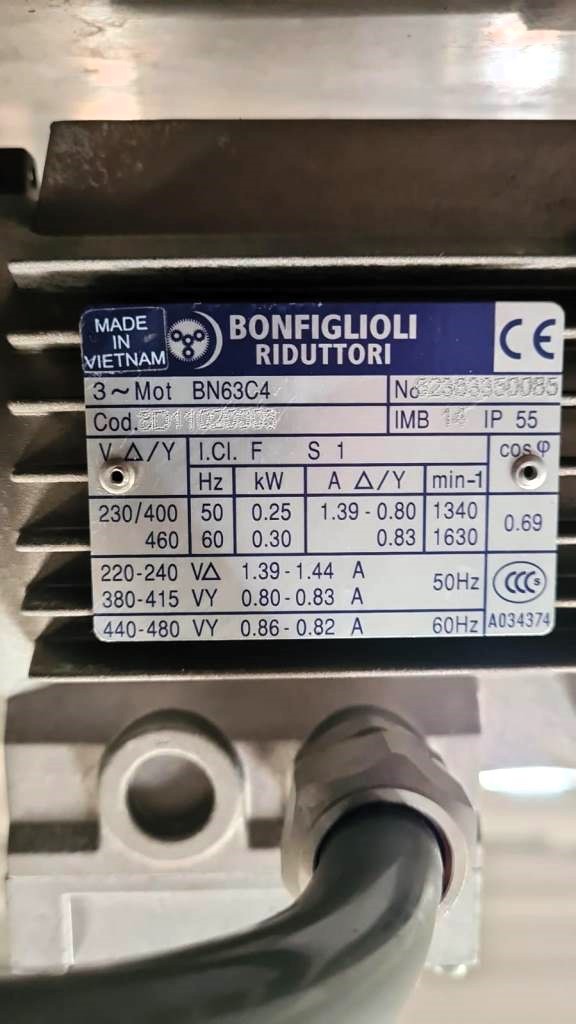 MADE
IN
VIETNAM
BONFIGLIOLI
RIDUTTORI
CE
3~Mot BN63C4 No
Cod. IMB 14 IP 55
V Δ/Y I.Cl. F S 1 cos φ
Hz kW A Δ/Y min-1
230/400 50 0.25 1.39 - 0.80 1340
460 60 0.30 0.83 1630
0.69
220-240 VΔ 1.39 - 1.44 A 50Hz
380-415 VY 0.80 - 0.83 A
CCC S
440-480 VY 0.86 - 0.82 A 60Hz A034374